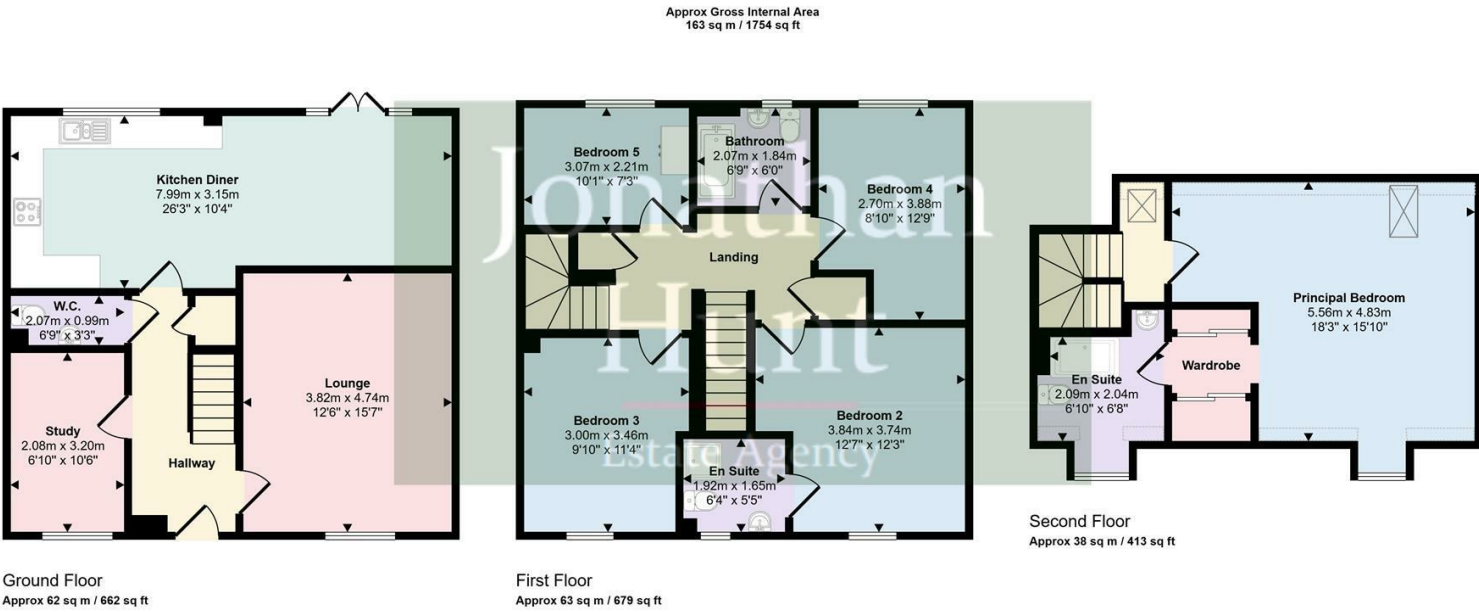 Approx Gross Internal Area
163 sq m / 1754 sq ft
Kitchen Diner
7.99m x 3.15m
26'3" x 10'4"
W.C.
2.07m x 0.99m
6'9" x 3'3"
Study
2.08m x 3.20m
6'10" x 10'6"
Hallway
Lounge
3.82m x 4.74m
12'6" x 15'7"
Ground Floor
Approx 62 sq m / 662 sq ft
Jonathan
Hunt
Estate Agency
Bedroom 5
3.07m x 2.21m
10'1" x 7'3"
Bathroom
2.07m x 1.84m
6'9" x 6'0"
Bedroom 4
2.70m x 3.88m
8'10" x 12'9"
Landing
Bedroom 3
3.00m x 3.46m
9'10" x 11'4"
Bedroom 2
3.84m x 3.74m
12'7" x 12'3"
En Suite
1.92m x 1.65m
6'4" x 5'5"
First Floor
Approx 63 sq m / 679 sq ft
Principal Bedroom
5.56m x 4.83m
18'3" x 15'10"
Wardrobe
En Suite
2.09m x 2.04m
6'10" x 6'8"
Second Floor
Approx 38 sq m / 413 sq ft